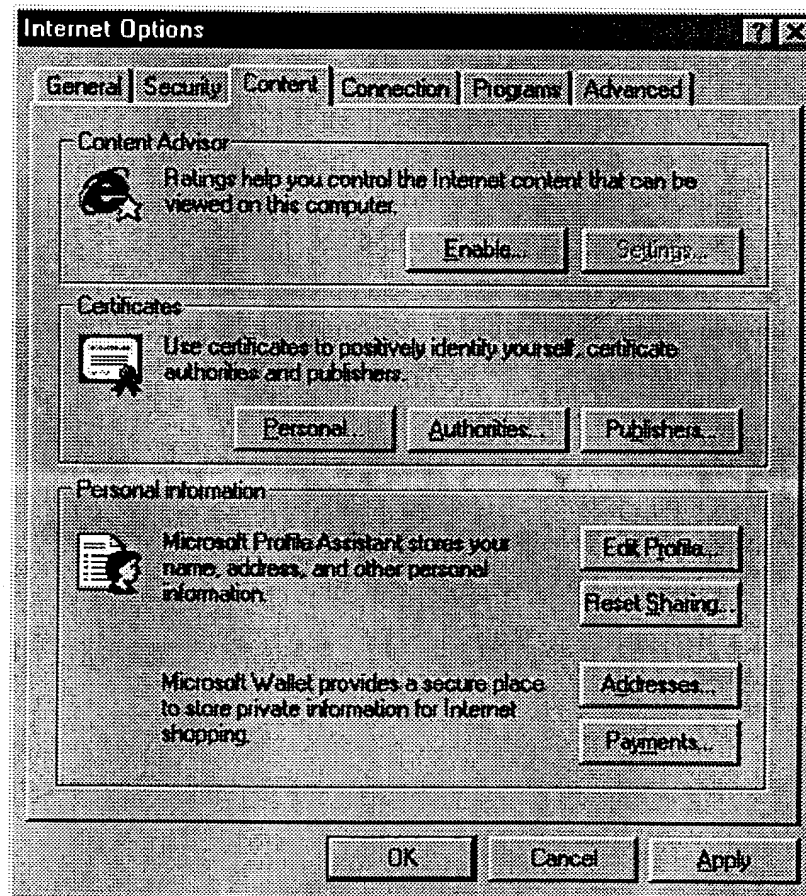 Internet Options
General Security Content Connection Programs Advanced
Content Advisor
Ratings help you control the Internet content that can be
viewed on this computer.
Enable... Settings...
Certificates
Use certificates to positively identify yourself, certificate
authorities and publishers.
Personal... Authorities... Publishers...
Personal information
Microsoft Profile Assistant stores your
name, address, and other personal
information.
Edit Profile...
Reset Sharing...
Microsoft Wallet provides a secure place
to store private information for Internet
shopping.
Addresses...
Payments...
OK Cancel Apply